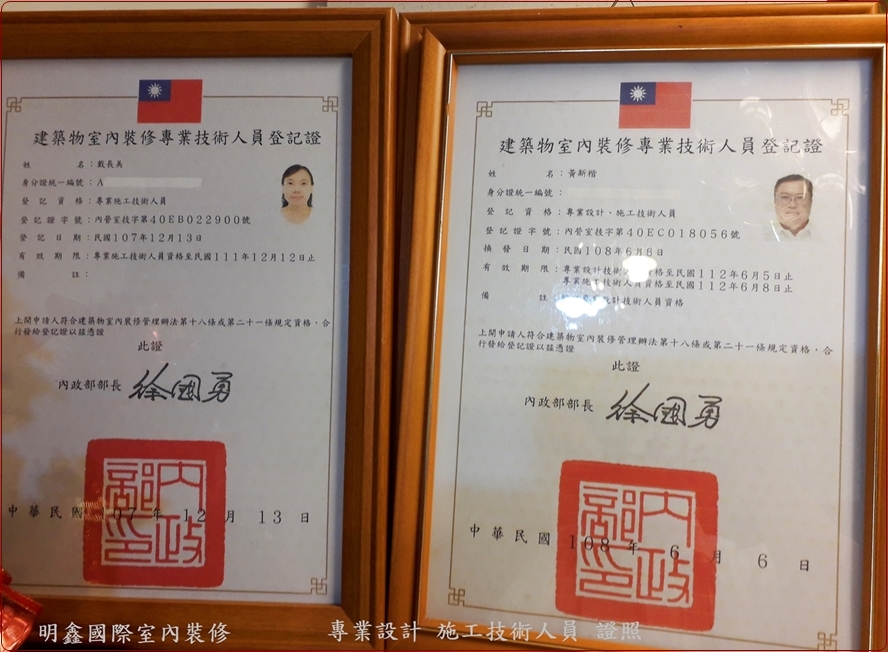 建築物室內裝修專業技術人員登記證
姓 名：戴長美
身分證統一編號：A
登記資格：專業施工技術人員
登記證字號：內營室技字第40EB022900號
登記日期：民國107年12月13日
有效期限：專業施工技術人員資格至民國111年12月12日止
備 註：
上開申請人符合建築物室內裝修管理辦法第十八條或第二十一條規定資格，合
行發給登記證以茲憑證
此證
內政部部長 徐國勇
內政部印
中華民國 107 年 12 月 13 日
建築物室內裝修專業技術人員登記證
姓 名：黃新楷
身分證統一編號：
登記資格：專業設計、施工技術人員
登記證字號：內營室技字第40EC018056號
換發日期：民國108年6月6日
有效期限：專業設計技術人員資格至民國112年6月5日止
專業施工技術人員資格至民國112年6月8日止
備 註：專業設計技術人員資格
上開申請人符合建築物室內裝修管理辦法第十八條或第二十一條規定資格，合
行發給登記證以茲憑證
此證
內政部部長 徐國勇
內政部印
中華民國 108 年 6 月 6 日
明鑫國際室內裝修 專業設計 施工技術人員 證照